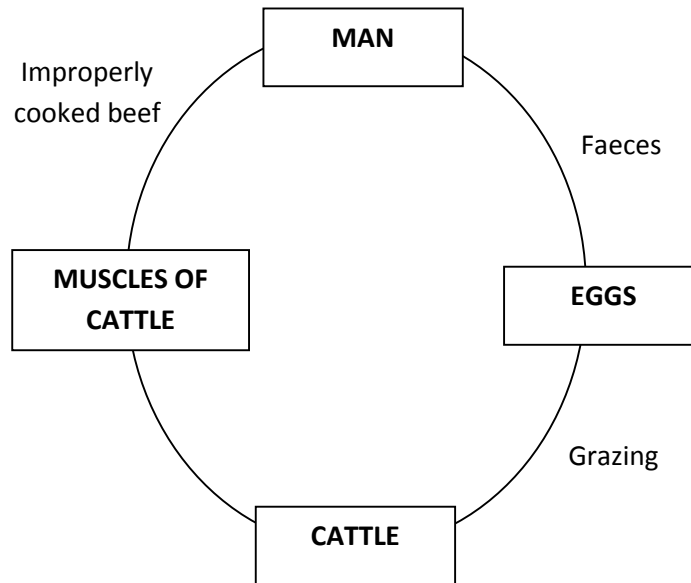 MAN
Improperly
cooked beef
Faeces
MUSCLES OF
CATTLE
EGGS
Grazing
CATTLE